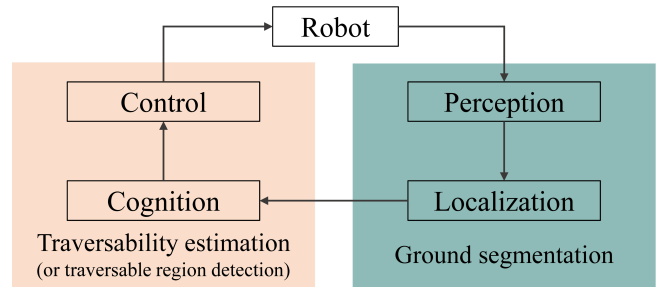 Robot
Control
Perception
Cognition
Localization
Traversability estimation
(or traversable region detection)
Ground segmentation